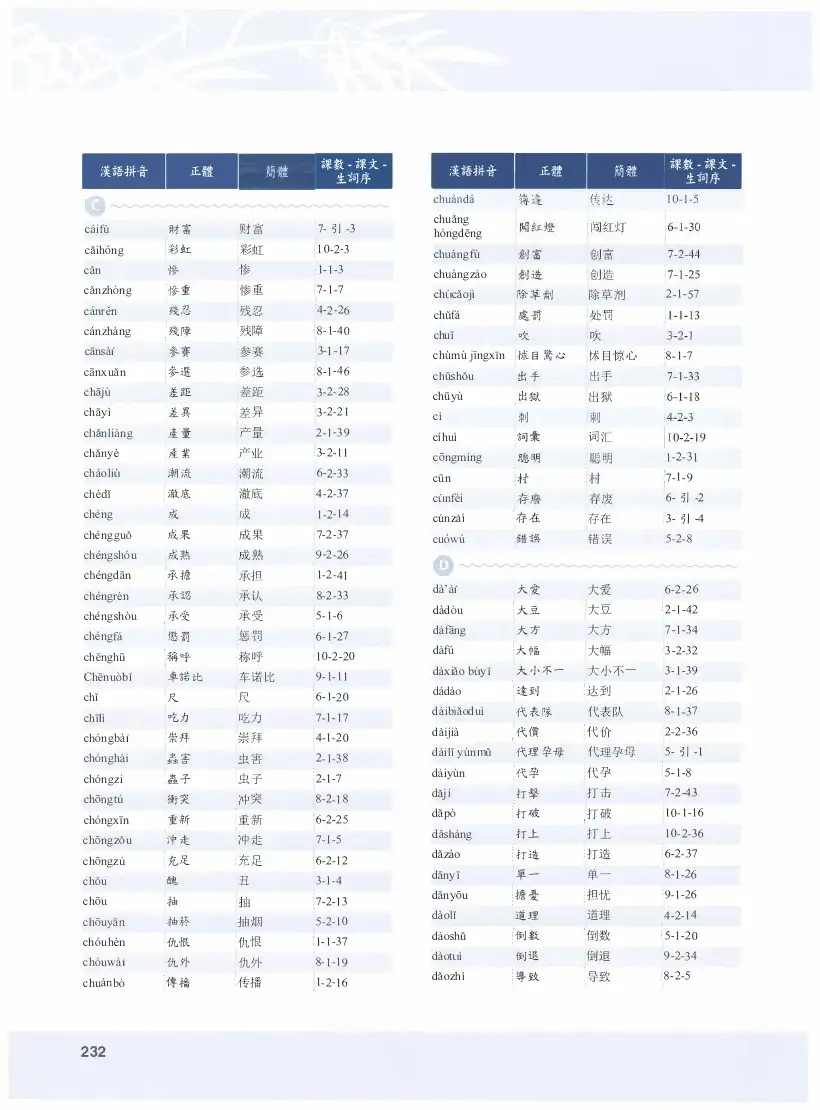 漢語拼音 正體 簡體 課數 - 課文 - 生詞序
C
cáifù 財富 财富 7- 引 -3
cǎihóng 彩虹 彩虹 10-2-3
cǎn 慘 惨 1-1-3
cǎnzhòng 慘重 惨重 7-1-7
cánrěn 殘忍 残忍 4-2-26
cánzhàng 殘障 残障 8-1-40
cānsài 參賽 参赛 3-1-17
cānxuǎn 參選 参选 8-1-46
chājù 差距 差距 3-2-28
chāyì 差異 差异 3-2-21
chǎnliàng 產量 产量 2-1-39
chǎnyè 產業 产业 3-2-11
cháoliú 潮流 潮流 6-2-33
chèdǐ 澈底 澈底 4-2-37
chéng 成 成 1-2-14
chéngguǒ 成果 成果 7-2-37
chéngshóu 成熟 成熟 9-2-26
chéngdān 承擔 承担 1-2-41
chéngrèn 承認 承认 8-2-33
chéngshòu 承受 承受 5-1-6
chéngfá 懲罰 惩罚 6-1-27
chēnghū 稱呼 称呼 10-2-20
Chēnuòbǐ 車諾比 车诺比 9-1-11
chǐ 尺 尺 6-1-20
chīlì 吃力 吃力 7-1-17
chóngbài 崇拜 崇拜 4-1-20
chónghài 蟲害 虫害 2-1-38
chóngzi 蟲子 虫子 2-1-7
chōngtú 衝突 冲突 8-2-18
chóngxīn 重新 重新 6-2-25
chōngzǒu 沖走 冲走 7-1-5
chōngzú 充足 充足 6-2-12
chǒu 醜 丑 3-1-4
chōu 抽 抽 7-2-13
chōuyān 抽菸 抽烟 5-2-10
chóuhèn 仇恨 仇恨 1-1-37
chóuwài 仇外 仇外 8-1-19
chuánbò 傳播 传播 1-2-16
漢語拼音 正體 簡體 課數 - 課文 - 生詞序
chuándá 傳達 传达 10-1-5
chuǎng
hóngdēng 闖紅燈 闯红灯 6-1-30
chuàngfù 創富 创富 7-2-44
chuàngzào 創造 创造 7-1-25
chúcǎojì 除草劑 除草剂 2-1-57
chǔfá 處罰 处罚 1-1-13
chuī 吹 吹 3-2-1
chùmù jīngxīn 怵目驚心 怵目惊心 8-1-7
chūshǒu 出手 出手 7-1-33
chūyù 出獄 出狱 6-1-18
cì 刺 刺 4-2-3
cíhuì 詞彙 词汇 10-2-19
cōngmíng 聰明 聪明 1-2-31
cūn 村 村 7-1-9
cúnfèi 存廢 存废 6- 引 -2
cúnzài 存在 存在 3- 引 -4
cuòwù 錯誤 错误 5-2-8
D
dà'ài 大愛 大爱 6-2-26
dàdòu 大豆 大豆 2-1-42
dàfāng 大方 大方 7-1-34
dàfú 大幅 大幅 3-2-32
dàxiǎo bùyī 大小不一 大小不一 3-1-39
dádào 達到 达到 2-1-26
dàibiǎoduì 代表隊 代表队 8-1-37
dàijià 代價 代价 2-2-36
dàilǐ yùnmǔ 代理孕母 代理孕母 5- 引 -1
dàiyùn 代孕 代孕 5-1-8
dǎjí 打擊 打击 7-2-43
dǎpò 打破 打破 10-1-16
dǎshàng 打上 打上 10-2-36
dǎzào 打造 打造 6-2-37
dānyī 單一 单一 8-1-26
dānyōu 擔憂 担忧 9-1-26
dàolǐ 道理 道理 4-2-14
dàoshǔ 倒數 倒数 5-1-20
dàotuì 倒退 倒退 9-2-34
dǎozhì 導致 导致 8-2-5
232